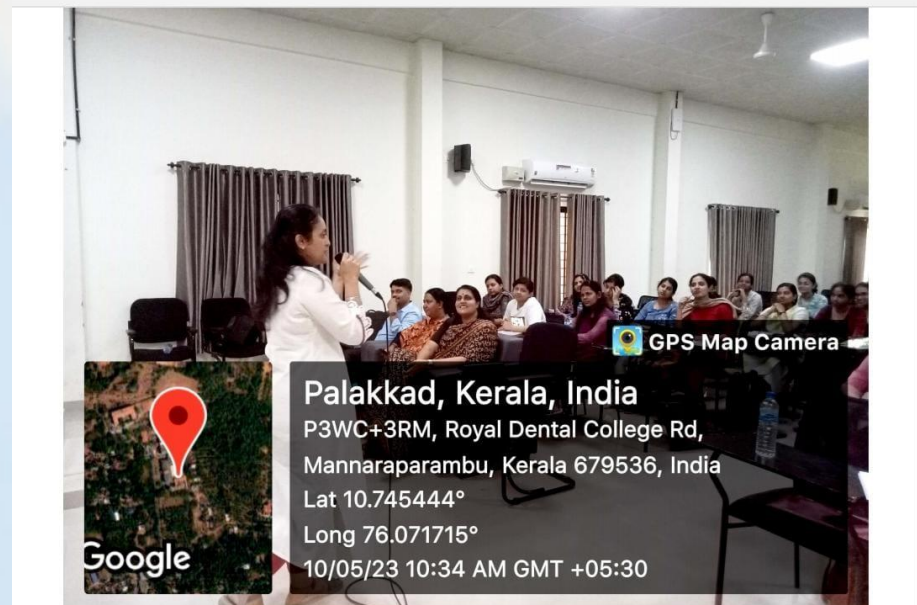 GPS Map Camera
Palakkad, Kerala, India
P3WC+3RM, Royal Dental College Rd,
Mannaraparambu, Kerala 679536, India
Lat 10.745444°
Long 76.071715°
10/05/23 10:34 AM GMT +05:30
Google